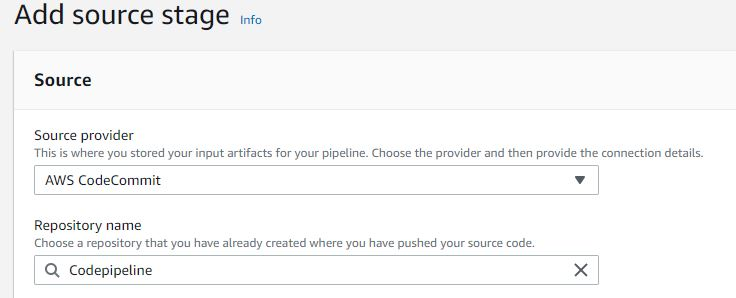 Add source stage Info
Source
Source provider
This is where you stored your input artifacts for your pipeline. Choose the provider and then provide the connection details.
AWS CodeCommit
Repository name
Choose a repository that you have already created where you have pushed your source code.
Codepipeline